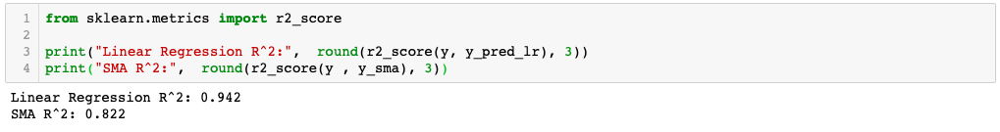 1 from sklearn.metrics import r2_score
2
3 print("Linear Regression R^2:",  round(r2_score(y, y_pred_lr), 3))
4 print("SMA R^2:",  round(r2_score(y , y_sma), 3))
Linear Regression R^2: 0.942
SMA R^2: 0.822